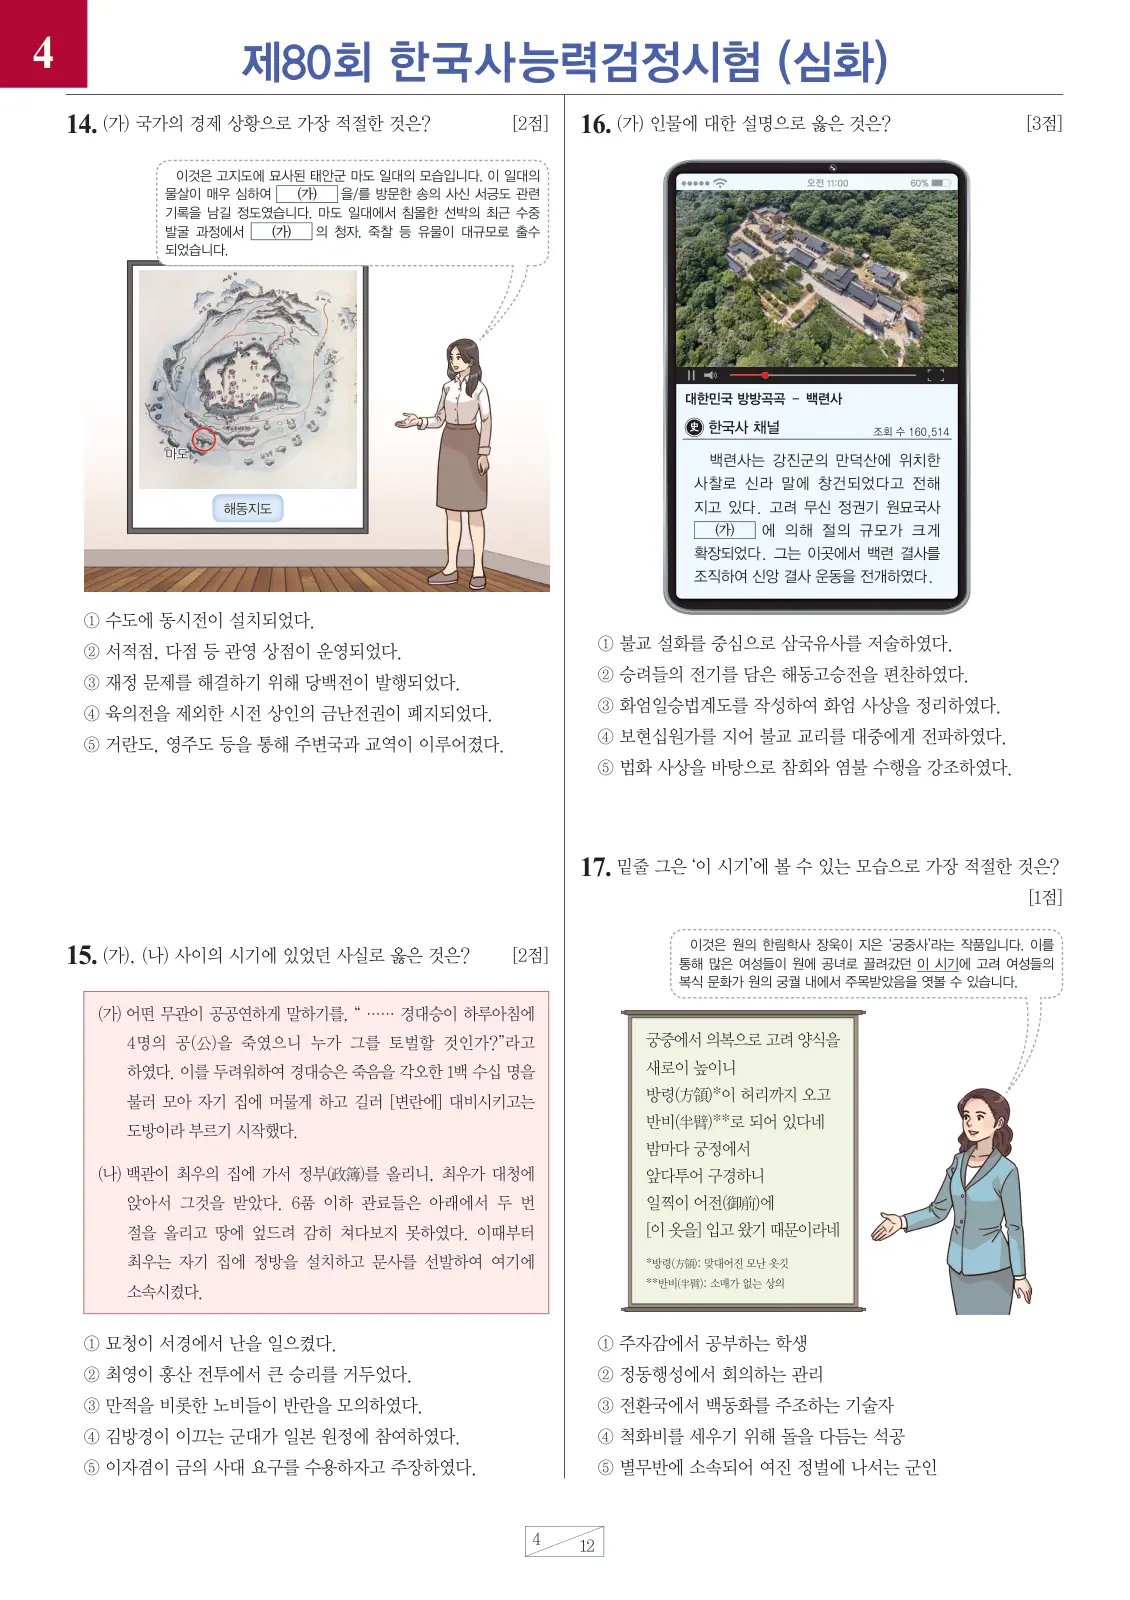 4
제80회 한국사능력검정시험 (심화)
14. (가) 국가의 경제 상황으로 가장 적절한 것은? [2점]
이것은 고지도에 묘사된 태안군 마도 일대의 모습입니다. 이 일대의
물살이 매우 심하여 (가) 을/를 방문한 송의 사신 서긍도 관련
기록을 남길 정도였습니다. 마도 일대에서 침몰한 선박의 최근 수중
발굴 과정에서 (가) 의 청자, 죽찰 등 유물이 대규모로 출수
되었습니다.
마도
해동지도
① 수도에 동시전이 설치되었다.
② 서적점, 다점 등 관영 상점이 운영되었다.
③ 재정 문제를 해결하기 위해 당백전이 발행되었다.
④ 육의전을 제외한 시전 상인의 금난전권이 폐지되었다.
⑤ 거란도, 영주도 등을 통해 주변국과 교역이 이루어졌다.
15. (가), (나) 사이의 시기에 있었던 사실로 옳은 것은? [2점]
(가) 어떤 무관이 공공연하게 말하기를, “ …… 경대승이 하루아침에
4명의 공(公)을 죽였으니 누가 그를 토벌할 것인가?”라고
하였다. 이를 두려워하여 경대승은 죽음을 각오한 1백 수십 명을
불러 모아 자기 집에 머물게 하고 길러 [변란에] 대비시키고는
도방이라 부르기 시작했다.
(나) 백관이 최우의 집에 가서 정부(政簿)를 올리니, 최우가 대청에
앉아서 그것을 받았다. 6품 이하 관료들은 아래에서 두 번
절을 올리고 땅에 엎드려 감히 쳐다보지 못하였다. 이때부터
최우는 자기 집에 정방을 설치하고 문사를 선발하여 여기에
소속시켰다.
① 묘청이 서경에서 난을 일으켰다.
② 최영이 홍산 전투에서 큰 승리를 거두었다.
③ 만적을 비롯한 노비들이 반란을 모의하였다.
④ 김방경이 이끄는 군대가 일본 원정에 참여하였다.
⑤ 이자겸이 금의 사대 요구를 수용하자고 주장하였다.
16. (가) 인물에 대한 설명으로 옳은 것은? [3점]
오전 11:00 60%
대한민국 방방곡곡 – 백련사
史 한국사 채널 조회 수 160,514
백련사는 강진군의 만덕산에 위치한
사찰로 신라 말에 창건되었다고 전해
지고 있다. 고려 무신 정권기 원묘국사
(가) 에 의해 절의 규모가 크게
확장되었다. 그는 이곳에서 백련 결사를
조직하여 신앙 결사 운동을 전개하였다.
① 불교 설화를 중심으로 삼국유사를 저술하였다.
② 승려들의 전기를 담은 해동고승전을 편찬하였다.
③ 화엄일승법계도를 작성하여 화엄 사상을 정리하였다.
④ 보현십원가를 지어 불교 교리를 대중에게 전파하였다.
⑤ 법화 사상을 바탕으로 참회와 염불 수행을 강조하였다.
17. 밑줄 그은 ‘이 시기’에 볼 수 있는 모습으로 가장 적절한 것은?
[1점]
이것은 원의 한림학사 장욱이 지은 ‘궁중사’라는 작품입니다. 이를
통해 많은 여성들이 원에 공녀로 끌려갔던 이 시기에 고려 여성들의
복식 문화가 원의 궁궐 내에서 주목받았음을 엿볼 수 있습니다.
궁중에서 의복으로 고려 양식을
새로이 높이니
방령(方領)*이 허리까지 오고
반비(半臂)**로 되어 있다네
밤마다 궁정에서
앞다투어 구경하니
일찍이 어전(御前)에
[이 옷을] 입고 왔기 때문이라네
*방령(方領): 맞대어진 모난 옷깃
**반비(半臂): 소매가 없는 상의
① 주자감에서 공부하는 학생
② 정동행성에서 회의하는 관리
③ 전환국에서 백동화를 주조하는 기술자
④ 척화비를 세우기 위해 돌을 다듬는 석공
⑤ 별무반에 소속되어 여진 정벌에 나서는 군인
4
12